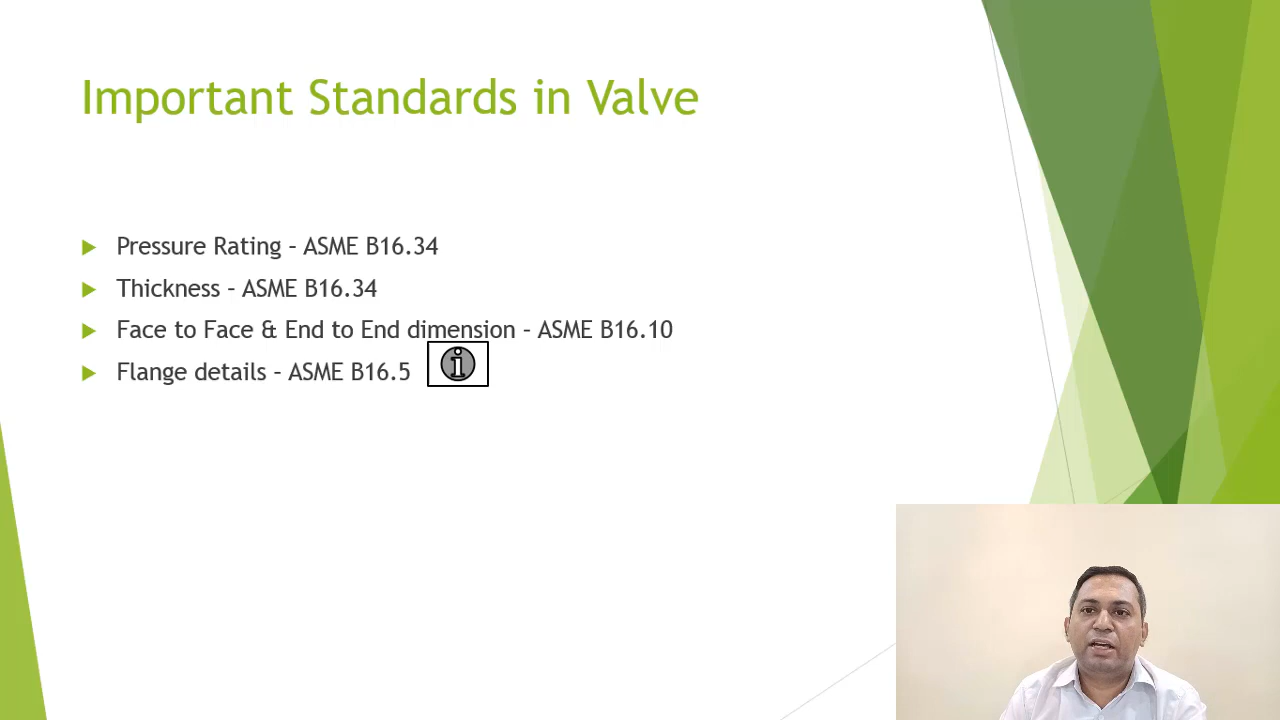 Important Standards in Valve
Pressure Rating – ASME B16.34
Thickness – ASME B16.34
Face to Face & End to End dimension – ASME B16.10
Flange details – ASME B16.5